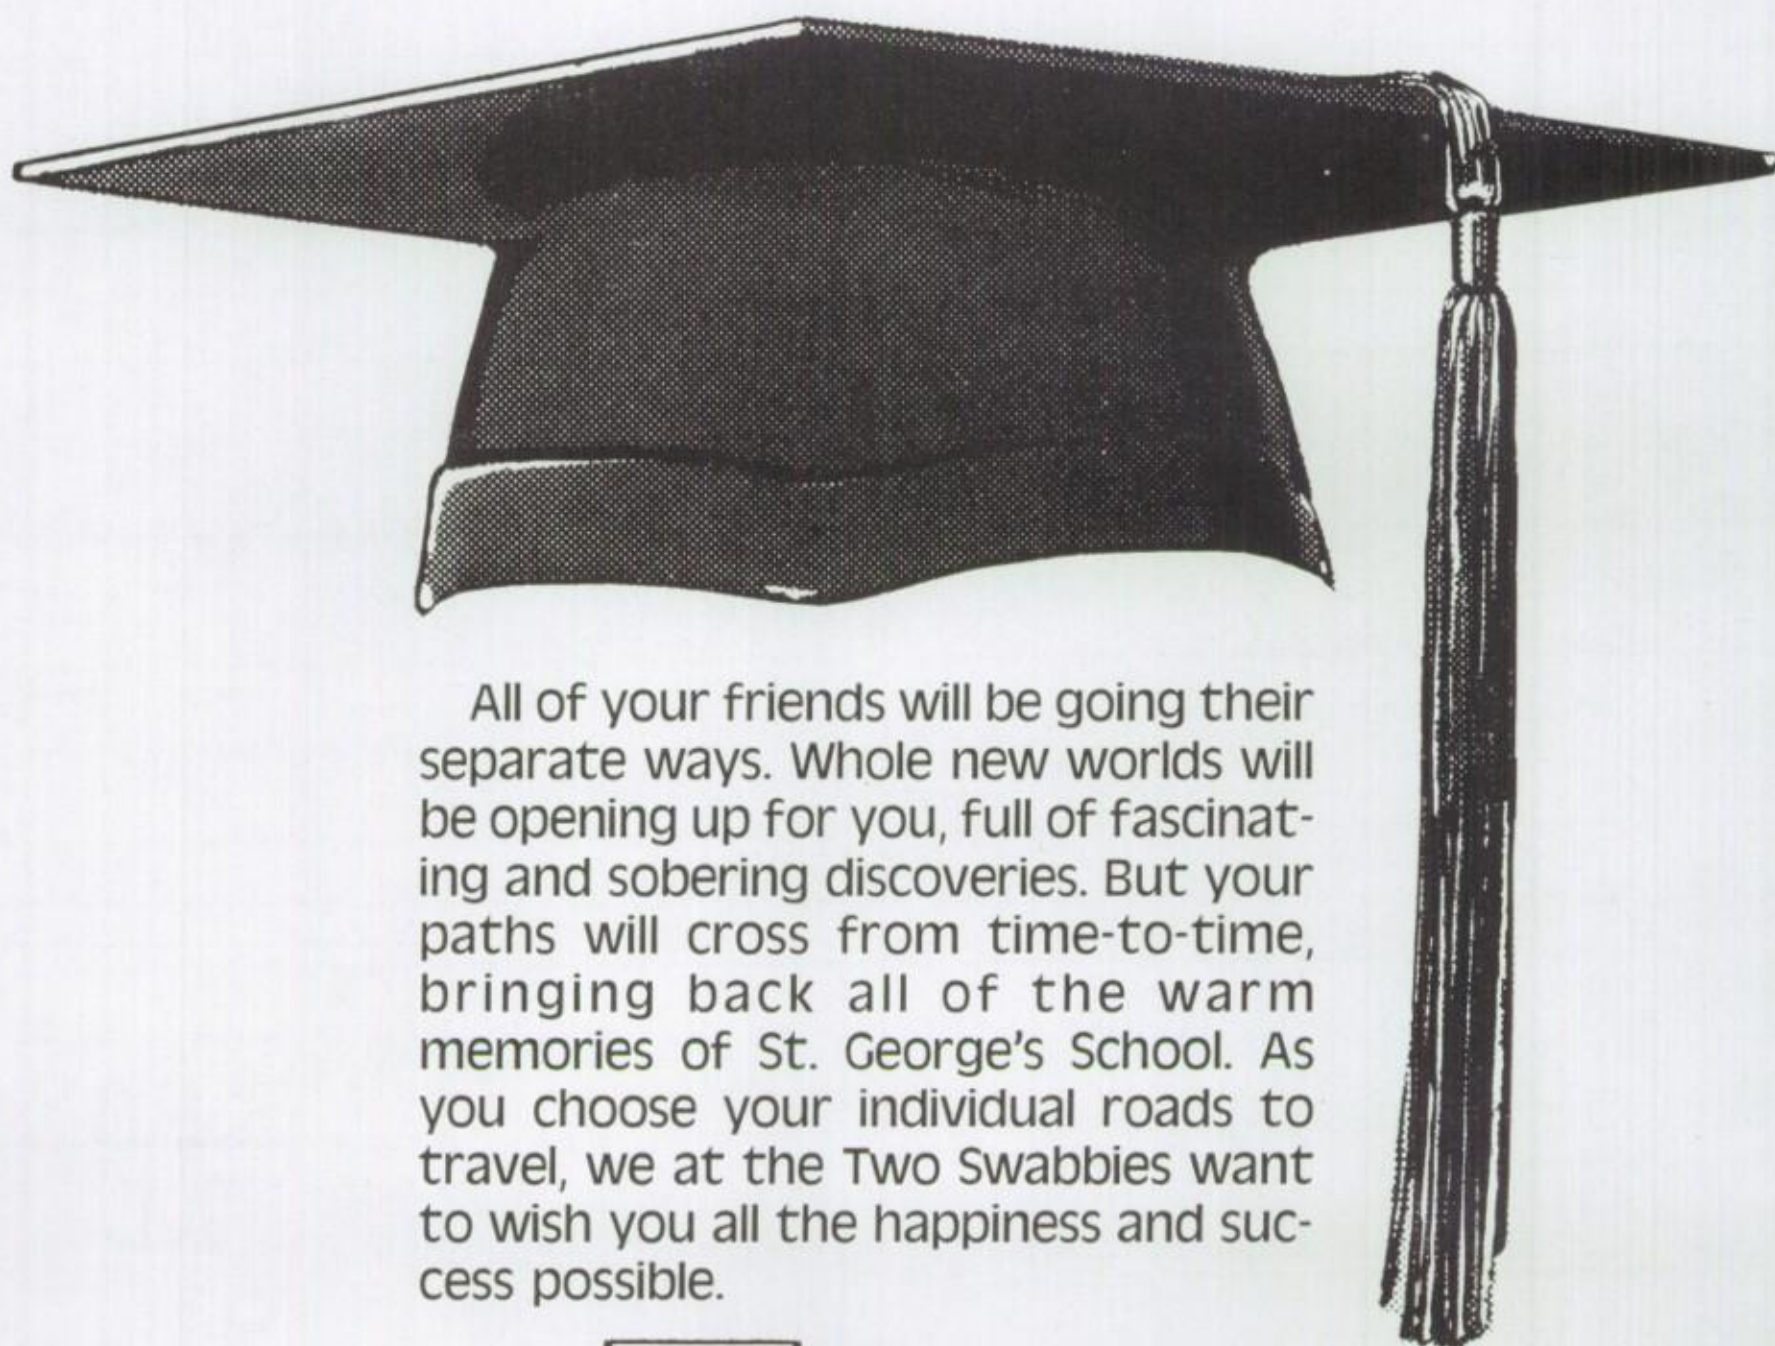 All of your friends will be going their
separate ways. Whole new worlds will
be opening up for you, full of fascinat-
ing and sobering discoveries. But your
paths will cross from time-to-time,
bringing back all of the warm
memories of St. George's School. As
you choose your individual roads to
travel, we at the Two Swabbies want
to wish you all the happiness and suc-
cess possible.